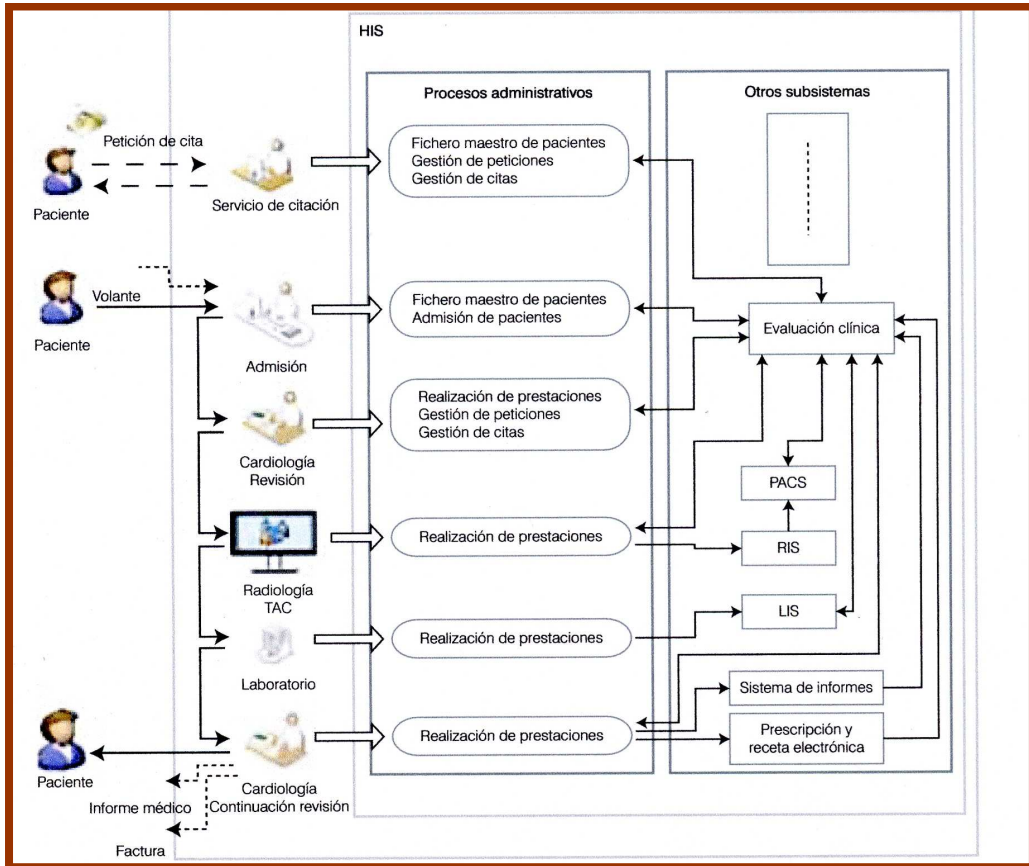 HIS
Procesos administrativos
Otros subsistemas
Petición de cita
Paciente
Servicio de citación
Fichero maestro de pacientes
Gestión de peticiones
Gestión de citas
Volante
Paciente
Admisión
Fichero maestro de pacientes
Admisión de pacientes
Evaluación clínica
Cardiología
Revisión
Realización de prestaciones
Gestión de peticiones
Gestión de citas
PACS
Radiología
TAC
Realización de prestaciones
RIS
Laboratorio
Realización de prestaciones
LIS
Sistema de informes
Paciente
Cardiología
Continuación revisión
Realización de prestaciones
Prescripción y
receta electrónica
Informe médico
Factura